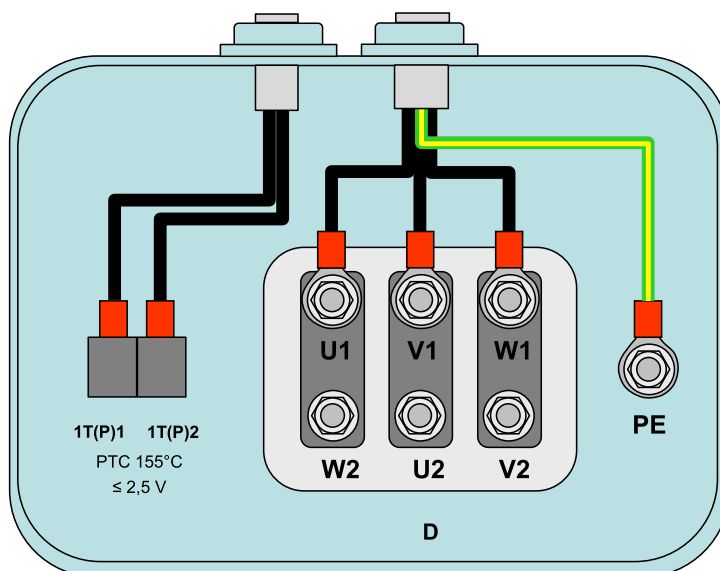 U1 V1 W1
PE
1T(P)1 1T(P)2
PTC 155°C
≤ 2,5 V
W2 U2 V2
D